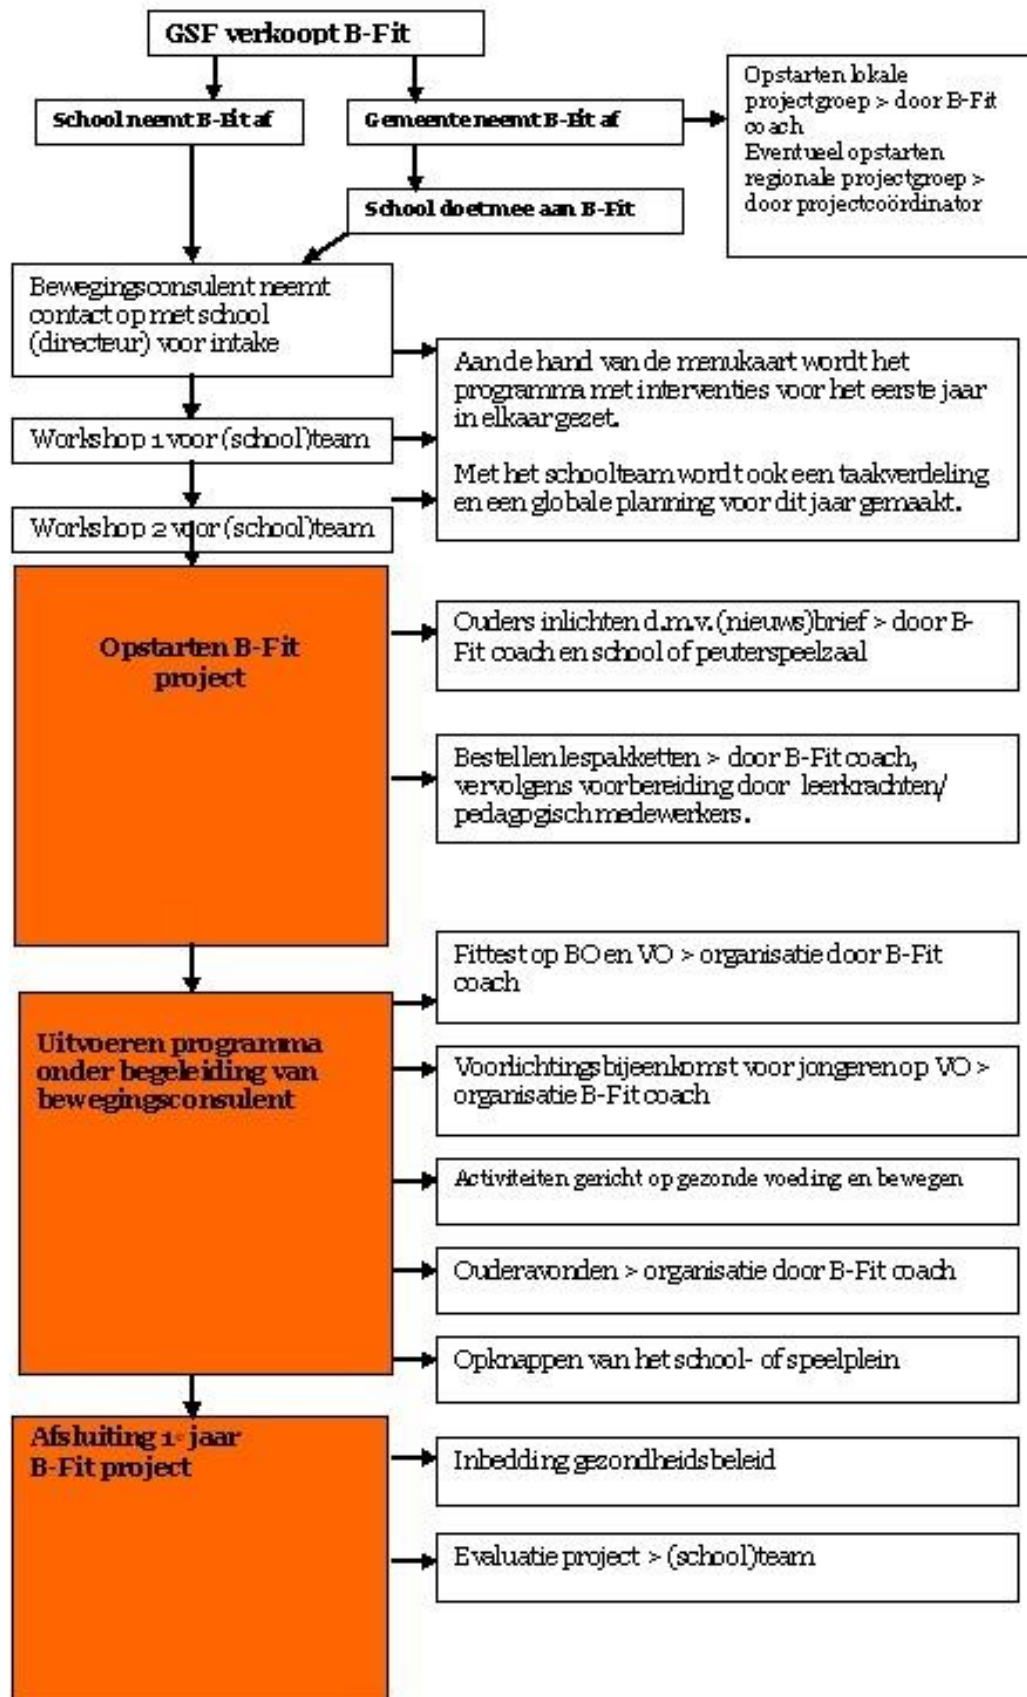 GSF verkoopt B-Fit
School neemt B-Fit af
Gemeente neemt B-Fit af
Opstarten lokale
projectgroep > door B-Fit
coach
Eventueel opstarten
regionale projectgroep >
door projectcoördinator
School doet mee aan B-Fit
Bewegingsconsulent neemt
contact op met school
(directeur) voor intake
Aan de hand van de menukaart wordt het
programma met interventies voor het eerste jaar
in elkaar gezet.
Met het schoolteam wordt ook een taakverdeling
en een globale planning voor dit jaar gemaakt.
Workshop 1 voor (school)team
Workshop 2 voor (school)team
Opstarten B-Fit
project
Ouders inlichten d.m.v. (nieuws)brief > door B-
Fit coach en school of peuterspeelzaal
Bestellen lespakketten > door B-Fit coach,
vervolgens voorbereiding door leerkrachten/
pedagogisch medewerkers.
Uitvoeren programma
onder begeleiding van
bewegingsconsulent
Fittest op BO en VO > organisatie door B-Fit
coach
Voorlichtingsbijeenkomst voor jongeren op VO >
organisatie B-Fit coach
Activiteiten gericht op gezonde voeding en bewegen
Ouderavonden > organisatie door B-Fit coach
Opknappen van het school- of speelplein
Afsluiting 1e jaar
B-Fit project
Inbedding gezondheidsbeleid
Evaluatie project > (school)team